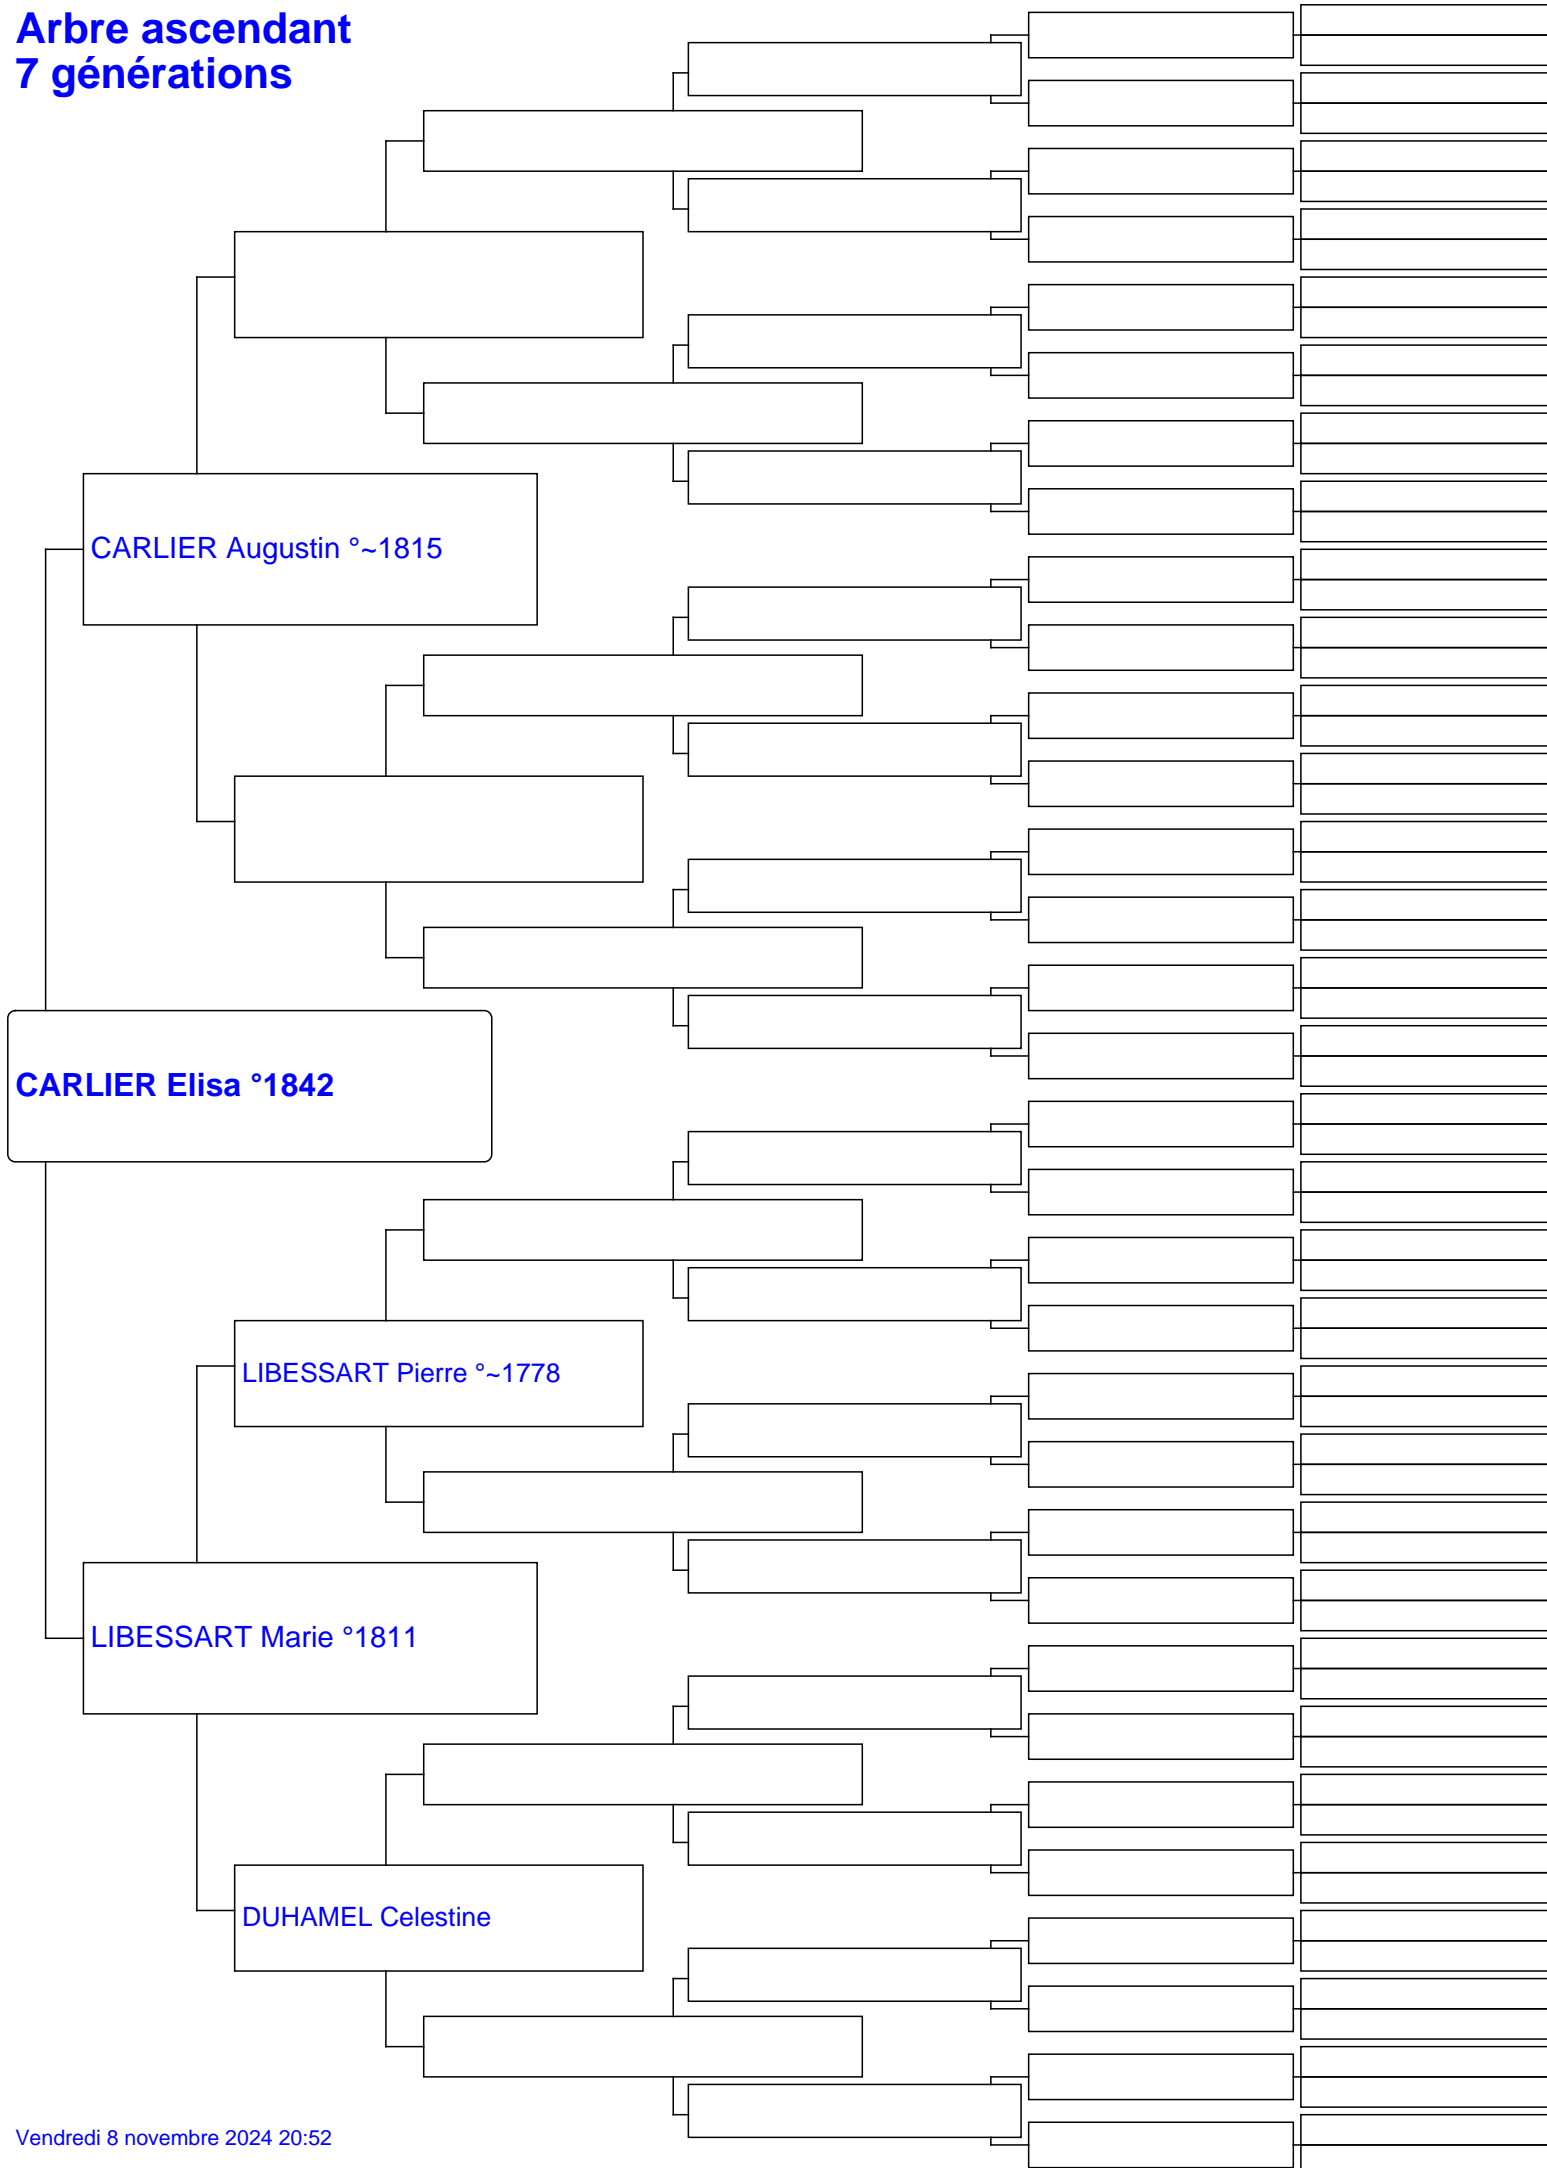 Arbre ascendant
7 générations
CARLIER Augustin °~1815
CARLIER Elisa °1842
LIBESSART Pierre °~1778
LIBESSART Marie °1811
DUHAMEL Celestine
Vendredi 8 novembre 2024 20:52